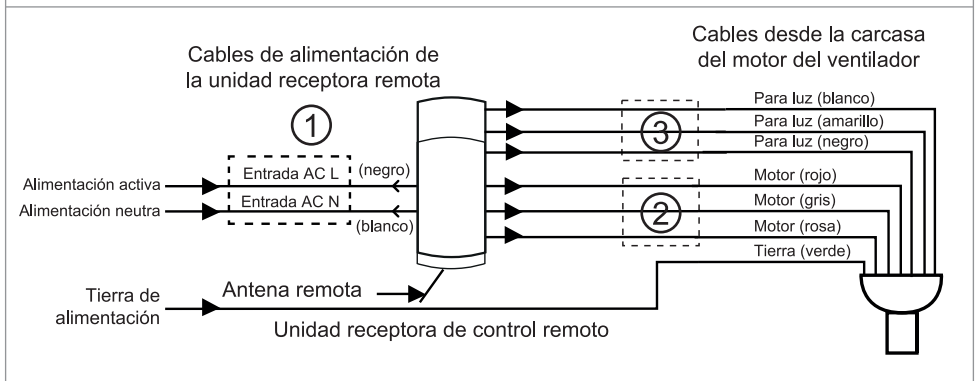 Cables de alimentación de
la unidad receptora remota
Cables desde la carcasa
del motor del ventilador
1
Entrada AC L
(negro)
Alimentación activa
Entrada AC N
Alimentación neutra
(blanco)
3
Para luz (blanco)
Para luz (amarillo)
Para luz (negro)
2
Motor (rojo)
Motor (gris)
Motor (rosa)
Tierra (verde)
Antena remota
Tierra de
alimentación
Unidad receptora de control remoto